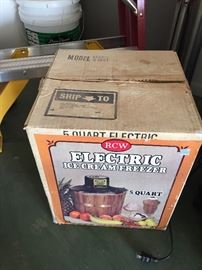 MODEL
SHIP TO
5 QUART ELECTRIC
RCW
ELECTRIC
ICE CREAM FREEZER
5 QUART